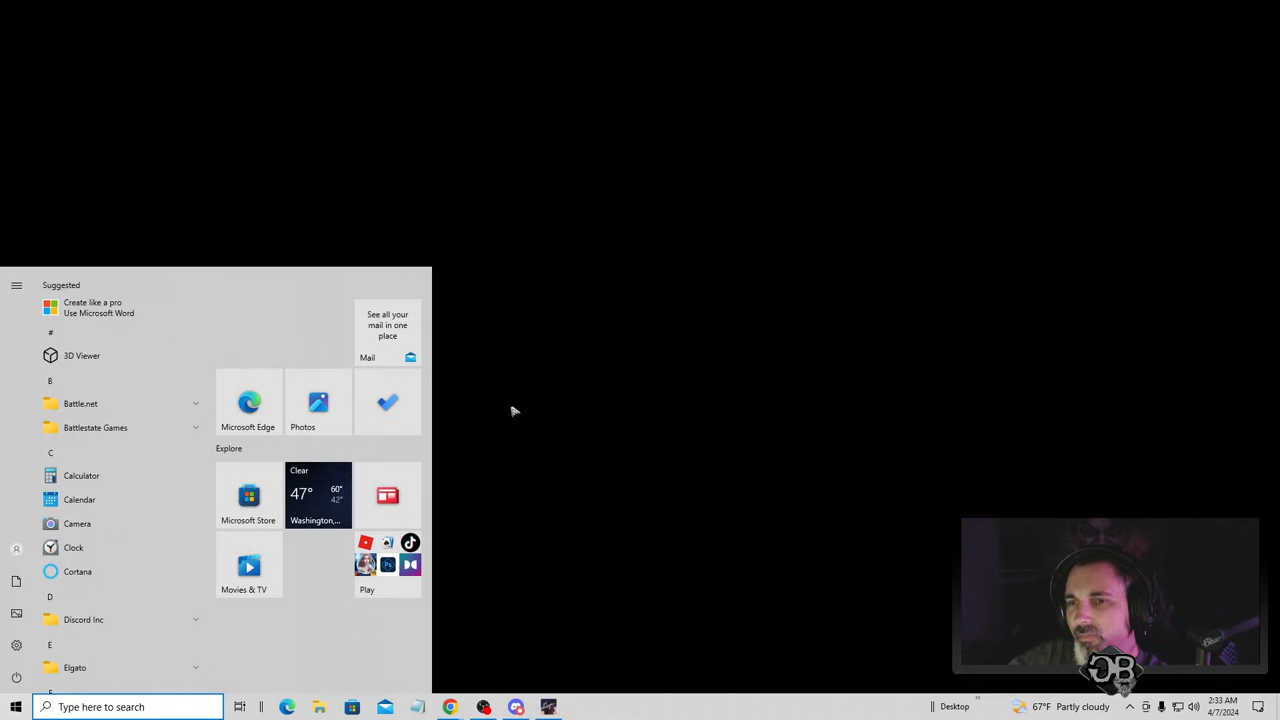 Suggested
Create like a pro
Use Microsoft Word
#
3D Viewer
B
Battle.net
Battlestate Games
C
Calculator
Calendar
Camera
Clock
Cortana
D
Discord Inc
E
Elgato
See all your
mail in one
place
Mail
Microsoft Edge
Photos
Explore
Microsoft Store
Clear
47°
60°
42°
Washington,...
Movies & TV
Ps
Play
Type here to search
Desktop
67°F Partly cloudy
2:33 AM
4/7/2024